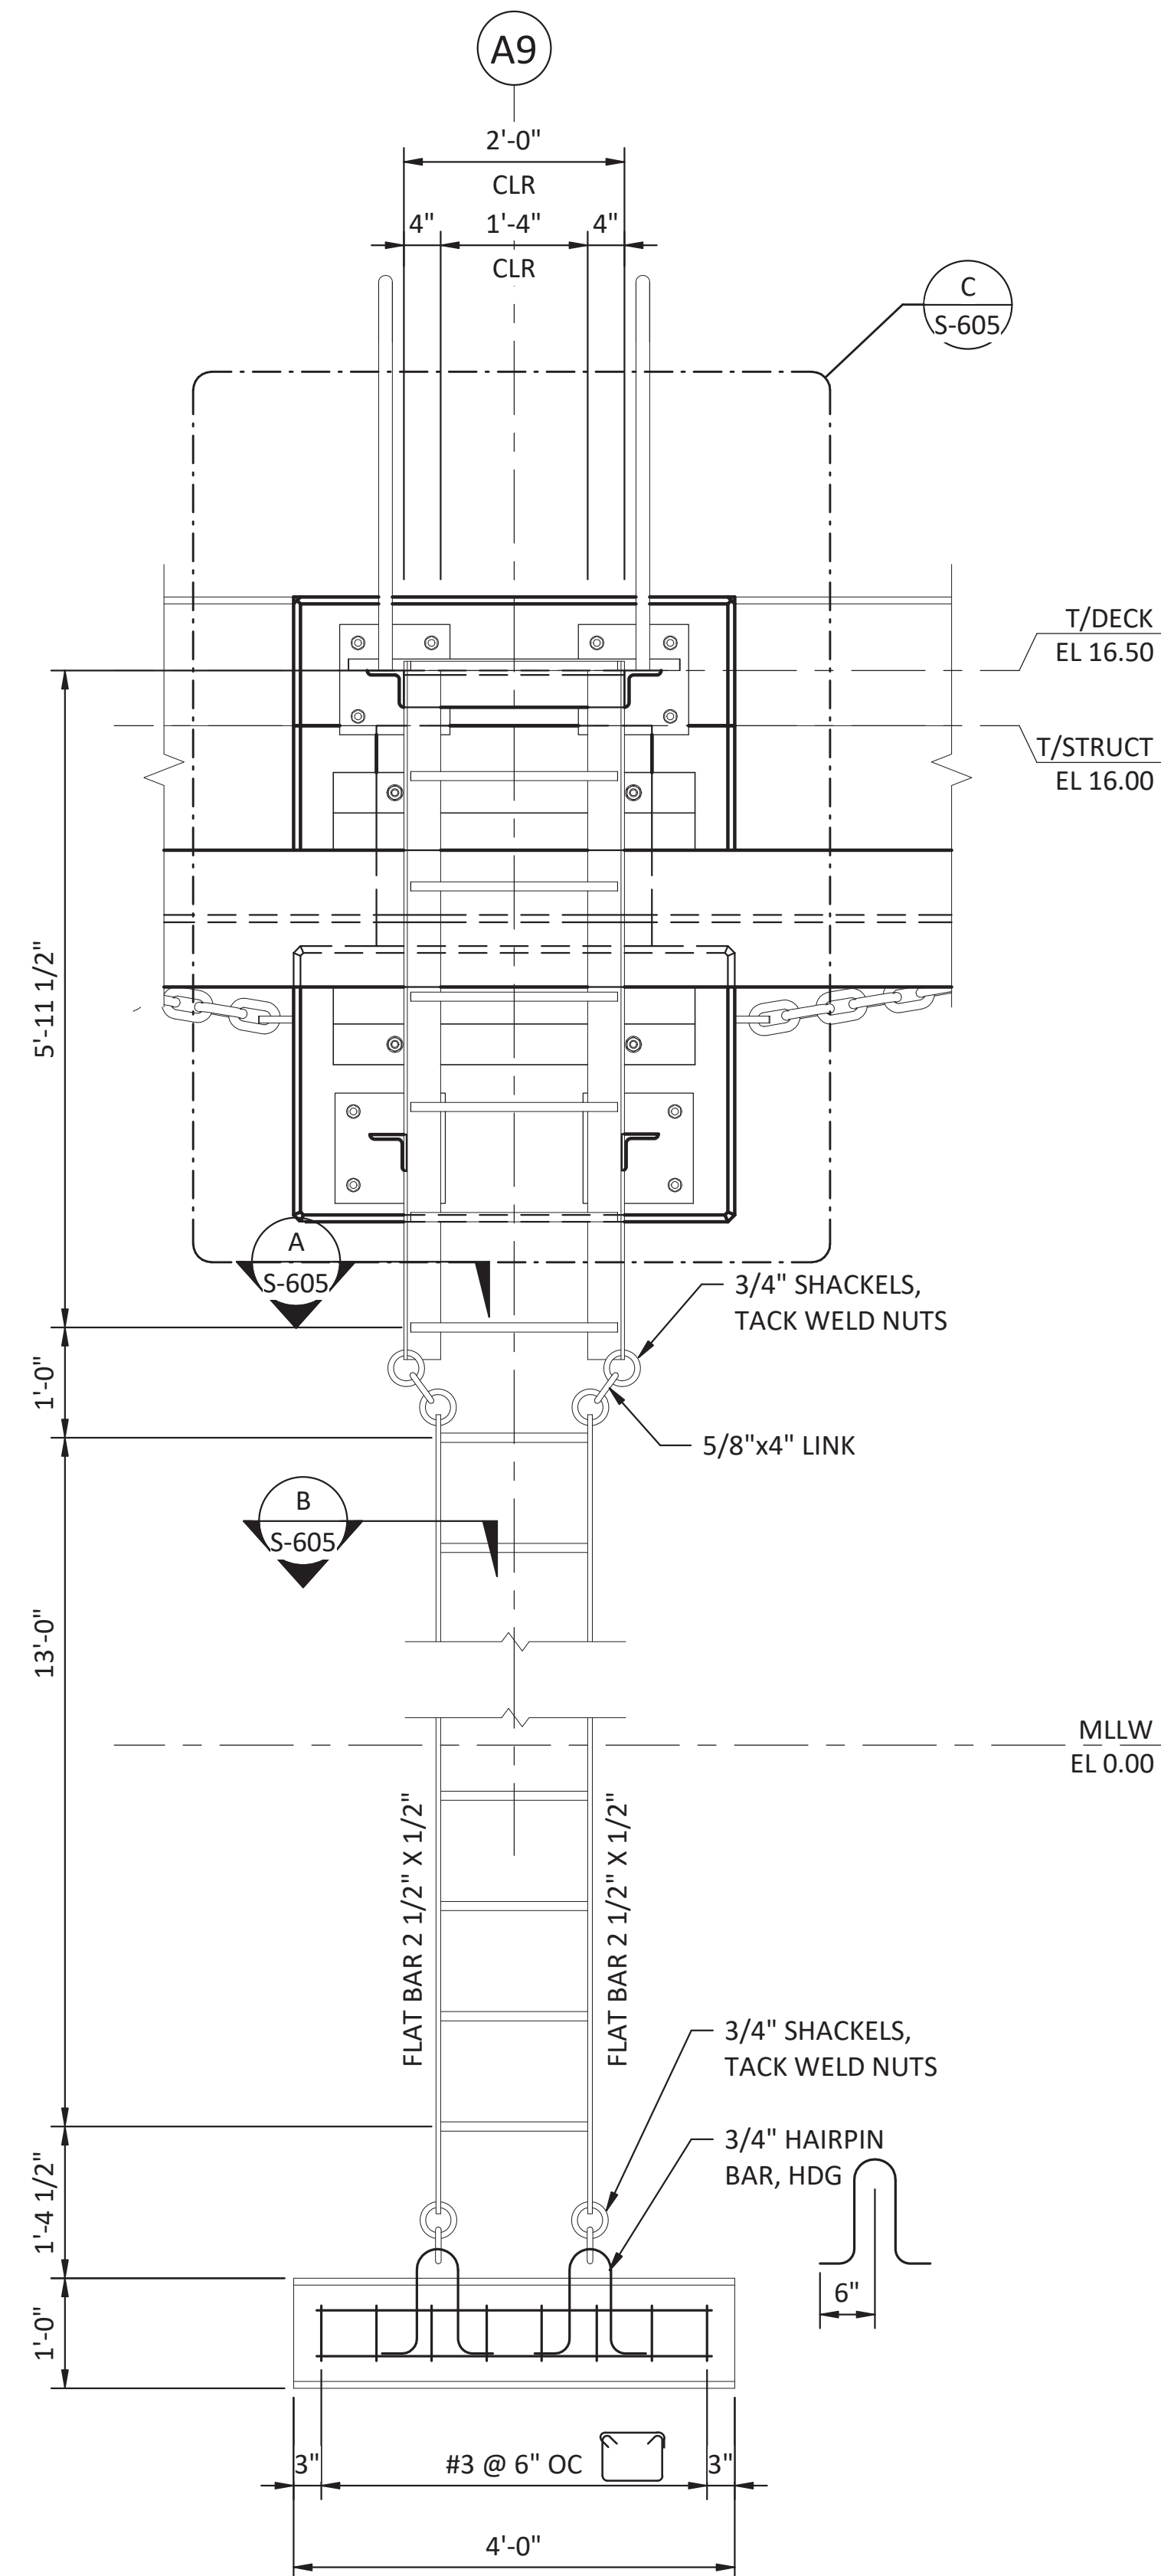 A9
2'-0"
CLR
4" 1'-4" 4"
CLR
C
S-605
T/DECK
EL 16.50
T/STRUCT
EL 16.00
5'-11 1/2"
A
S-605
3/4" SHACKELS,
TACK WELD NUTS
1'-0"
5/8"x4" LINK
B
S-605
13'-0"
MLLW
EL 0.00
FLAT BAR 2 1/2" X 1/2"
FLAT BAR 2 1/2" X 1/2"
3/4" SHACKELS,
TACK WELD NUTS
3/4" HAIRPIN
BAR, HDG
1'-4 1/2"
6"
1'-0"
3" #3 @ 6" OC 3"
4'-0"